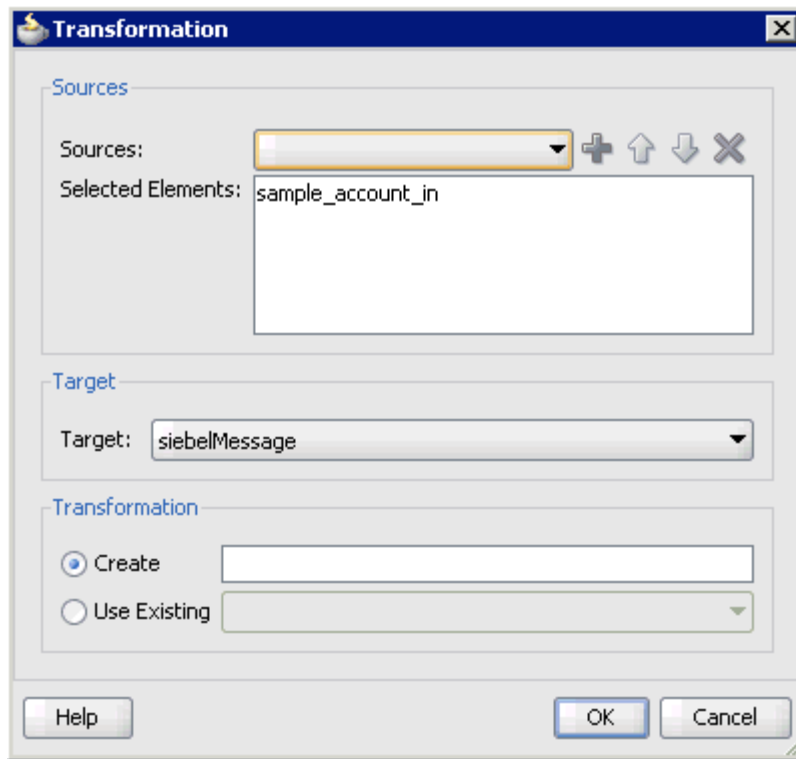 Transformation
Sources
Sources:
Selected Elements: sample_account_in
Target
Target: siebelMessage
Transformation
Create
Use Existing
Help OK Cancel